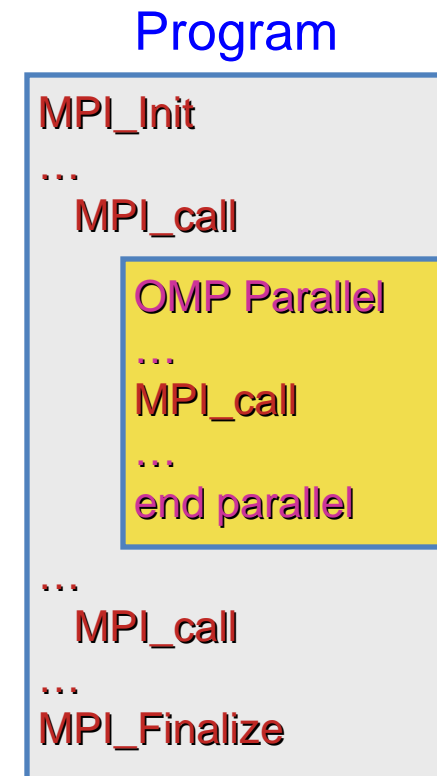 Program
MPI_Init
…
MPI_call
OMP Parallel
…
MPI_call
…
end parallel
…
MPI_call
…
MPI_Finalize